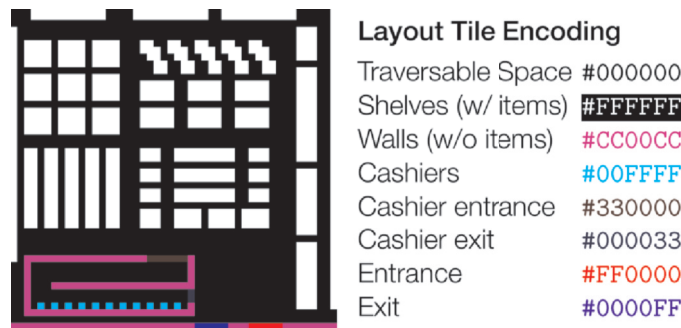 Layout Tile Encoding
Traversable Space #000000
Shelves (w/ items) #FFFFFF
Walls (w/o items) #CC00CC
Cashiers #00FFFF
Cashier entrance #330000
Cashier exit #000033
Entrance #FF0000
Exit #0000FF